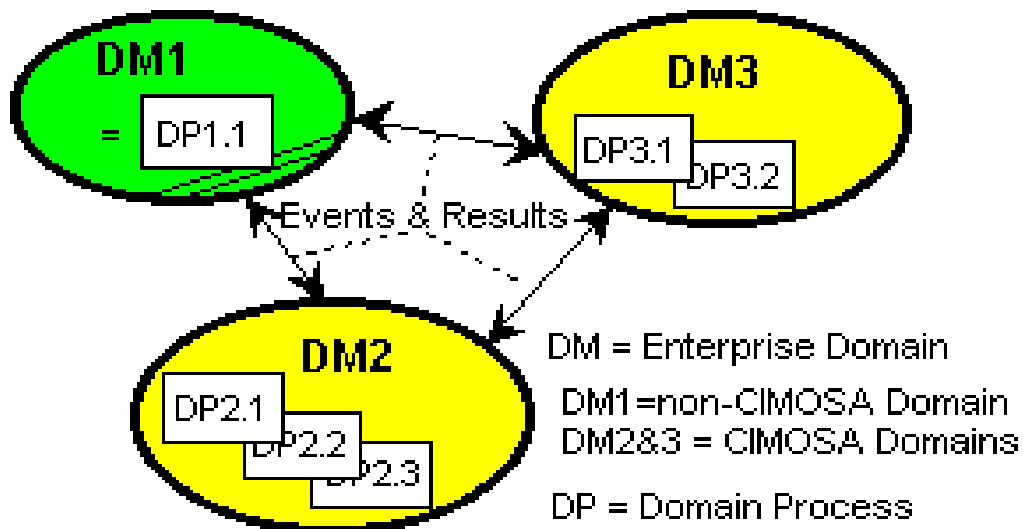 DM1
= DP1.1
DM3
DP3.1
DP3.2
Events & Results
DM2
DP2.1
DP2.2
DP2.3
DM = Enterprise Domain
DM1=non-CIMOSA Domain
DM2&3 = CIMOSA Domains
DP = Domain Process